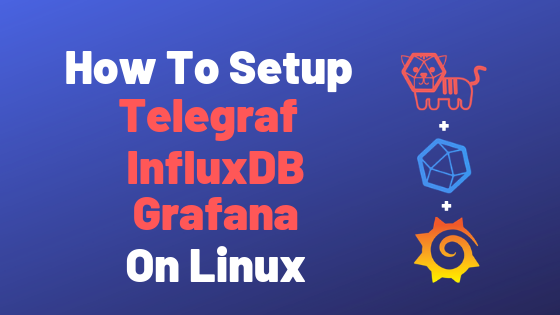 How To Setup
Telegraf
InfluxDB
Grafana
On Linux
+
+